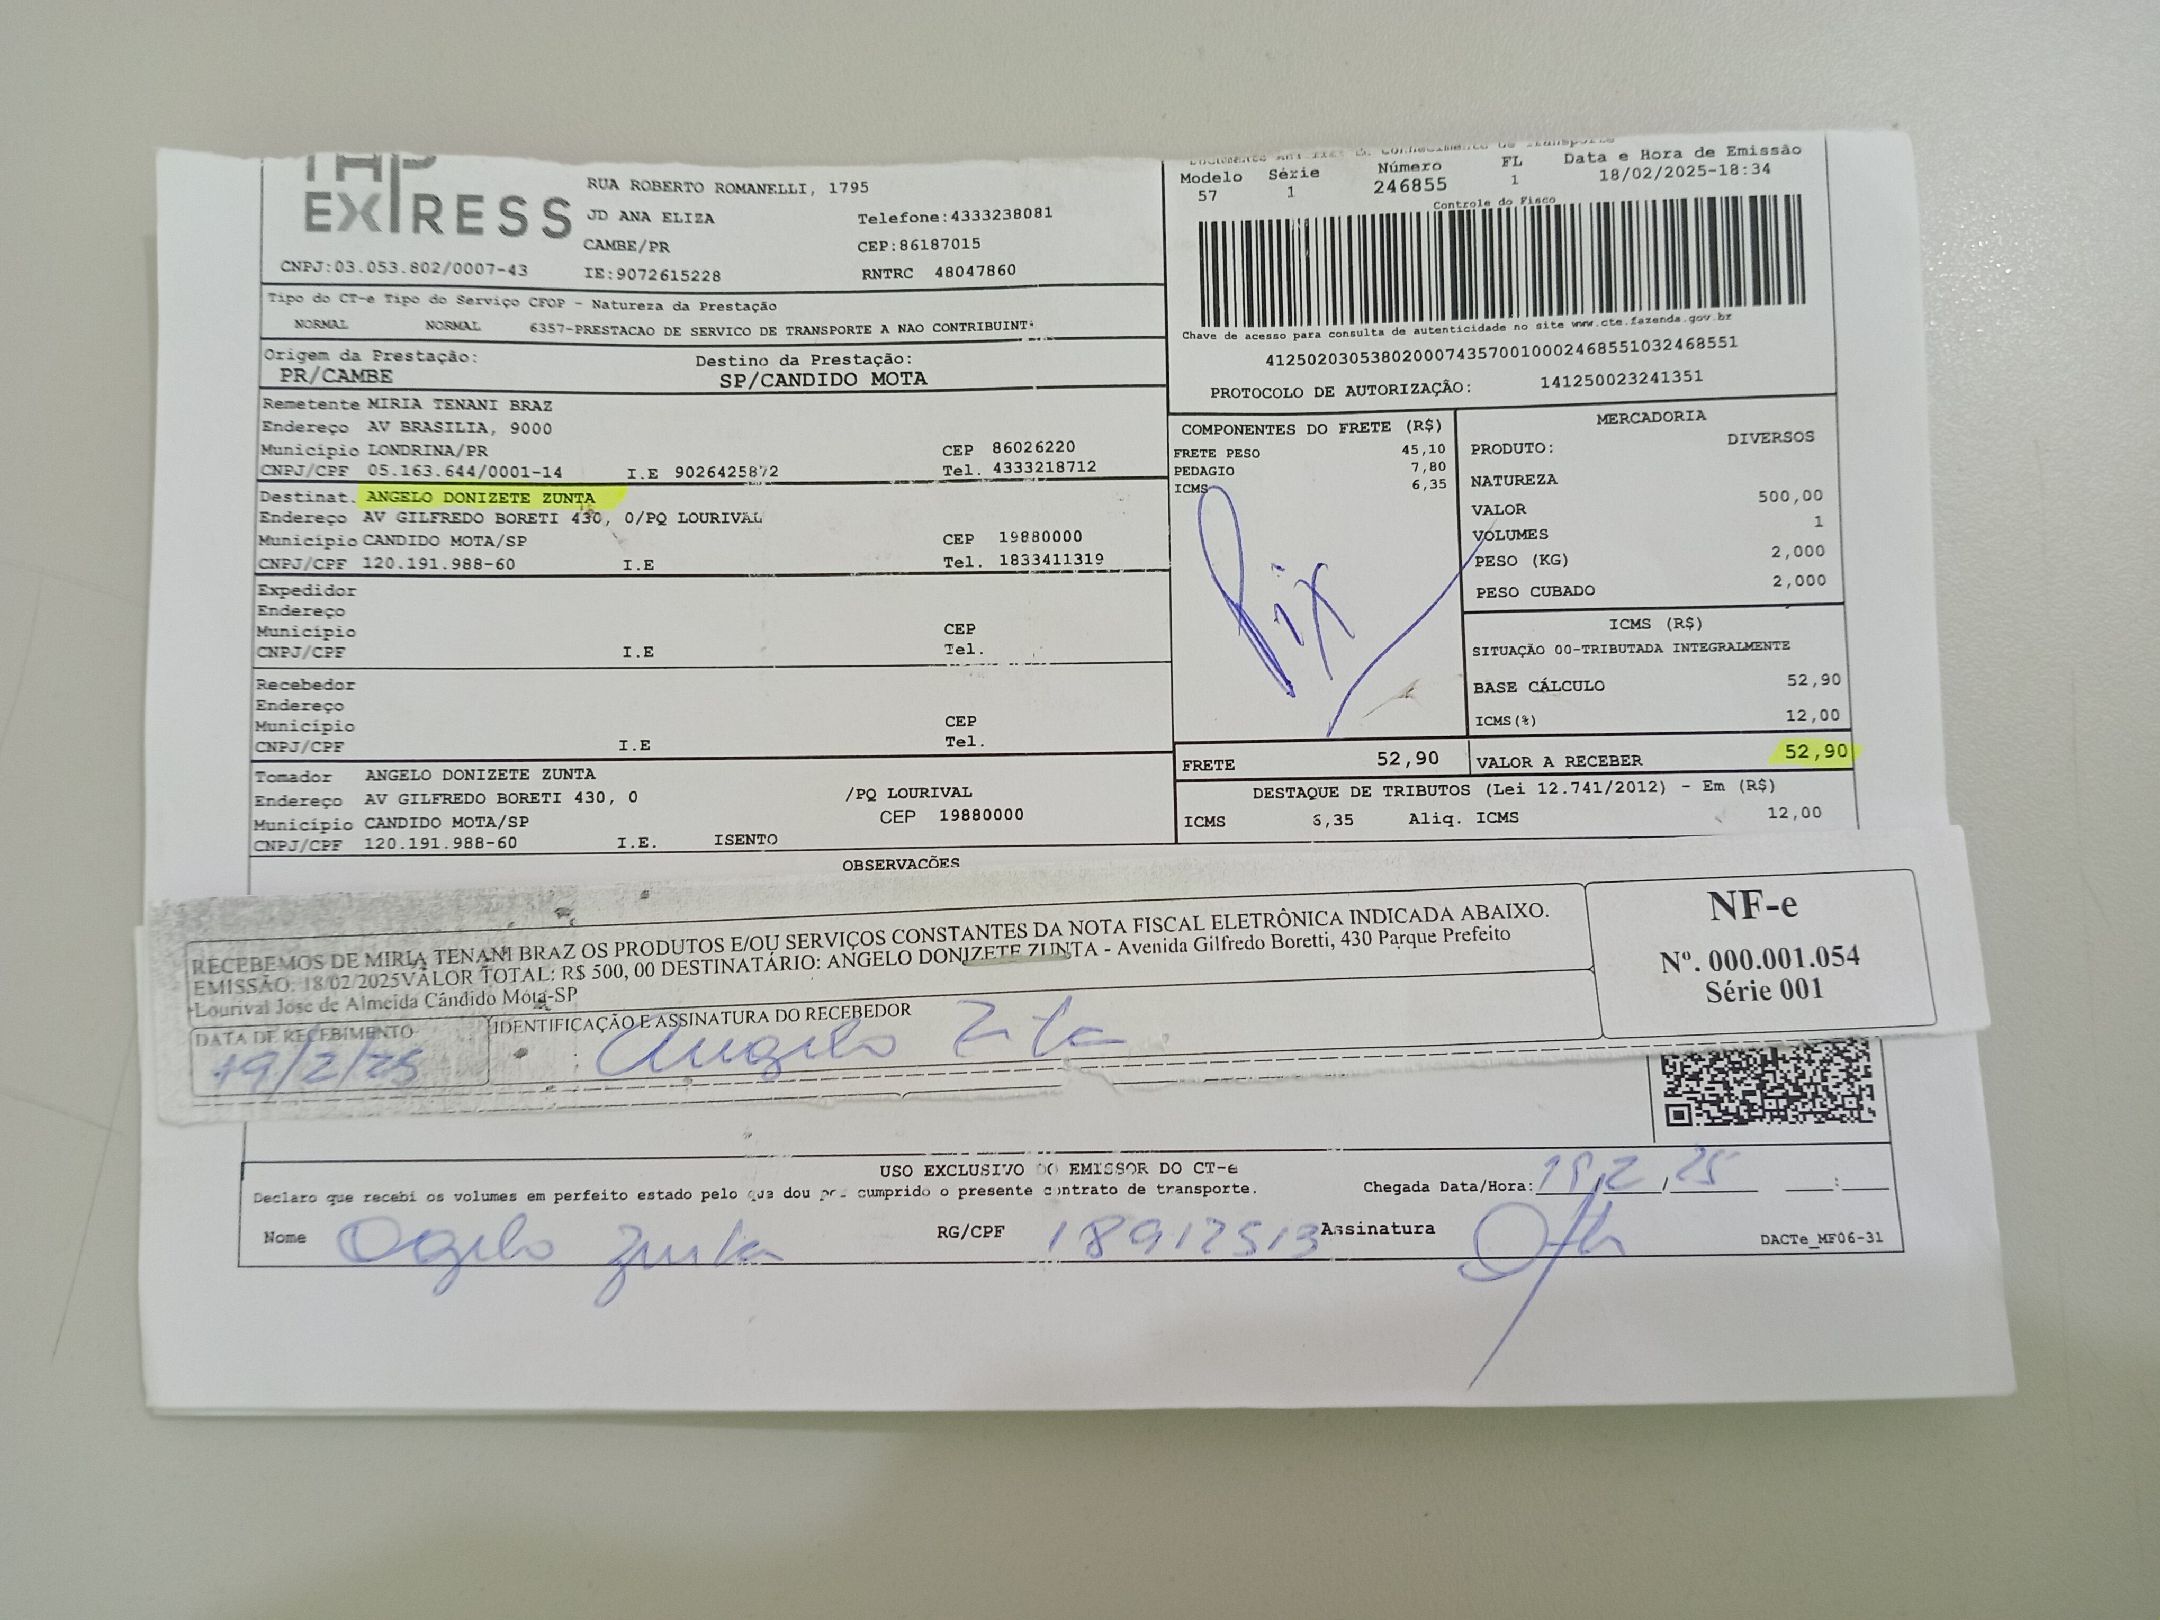 EXPRESS
RUA ROBERTO ROMANELLI, 1795
JD ANA ELIZA Telefone:4333238081
CAMBE/PR CEP:86187015
CNPJ:03.053.802/0007-43 IE:9072615228 RNTRC 48047860
Tipo do CT-e Tipo do Serviço CFOP - Natureza da Prestação
NORMAL NORMAL 6357-PRESTACAO DE SERVICO DE TRANSPORTE A NAO CONTRIBUINT
Origem da Prestação: Destino da Prestação:
PR/CAMBE SP/CANDIDO MOTA
Remetente MIRIA TENANI BRAZ
Endereço AV BRASILIA, 9000
Município LONDRINA/PR CEP 86026220
CNPJ/CPF 05.163.644/0001-14 I.E 9026425872 Tel. 4333218712
Destinat. ANGELO DONIZETE ZUNTA
Endereço AV GILFREDO BORETI 430, 0/PQ LOURIVAL
Município CANDIDO MOTA/SP CEP 19880000
CNPJ/CPF 120.191.988-60 I.E Tel. 1833411319
Expedidor
Endereço
Município CEP
CNPJ/CPF I.E Tel.
Recebedor
Endereço
Município CEP
CNPJ/CPF I.E Tel.
Tomador ANGELO DONIZETE ZUNTA
Endereço AV GILFREDO BORETI 430, 0 /PQ LOURIVAL
Município CANDIDO MOTA/SP CEP 19880000
CNPJ/CPF 120.191.988-60 I.E. ISENTO
OBSERVACÕES
Modelo Série Número FL Data e Hora de Emissão
57 1 246855 1 18/02/2025-18:34
Controle do Fisco
Chave de acesso para consulta de autenticidade no site www.cte.fazenda.gov.br
41250203053802000743570010002468551032468551
PROTOCOLO DE AUTORIZAÇÃO: 141250023241351
COMPONENTES DO FRETE (R$)
FRETE PESO 45,10
PEDAGIO 7,80
ICMS 6,35
Pix
MERCADORIA
PRODUTO: DIVERSOS
NATUREZA
VALOR 500,00
VOLUMES 1
PESO (KG) 2,000
PESO CUBADO 2,000
ICMS (R$)
SITUAÇÃO 00-TRIBUTADA INTEGRALMENTE
BASE CÁLCULO 52,90
ICMS(%) 12,00
FRETE 52,90 VALOR A RECEBER 52,90
DESTAQUE DE TRIBUTOS (Lei 12.741/2012) - Em (R$)
ICMS 6,35 Aliq. ICMS 12,00
RECEBEMOS DE MIRIA TENANI BRAZ OS PRODUTOS E/OU SERVIÇOS CONSTANTES DA NOTA FISCAL ELETRÔNICA INDICADA ABAIXO.
EMISSÃO: 18/02/2025VALOR TOTAL: R$ 500, 00 DESTINATÁRIO: ANGELO DONIZETE ZUNTA - Avenida Gilfredo Boretti, 430 Parque Prefeito
Lourival Jose de Almeida Cândido Móta-SP
DATA DE RECEBIMENTO IDENTIFICAÇÃO E ASSINATURA DO RECEBEDOR
19/2/25 Angelo
NF-e
Nº. 000.001.054
Série 001
USO EXCLUSIVO DO EMISSOR DO CT-e
Declaro que recebi os volumes em perfeito estado pelo que dou por cumprido o presente contrato de transporte.
Chegada Data/Hora: 19/2/25 :
Nome Zunta RG/CPF 18912513 Assinatura
DACTe_MF06-31